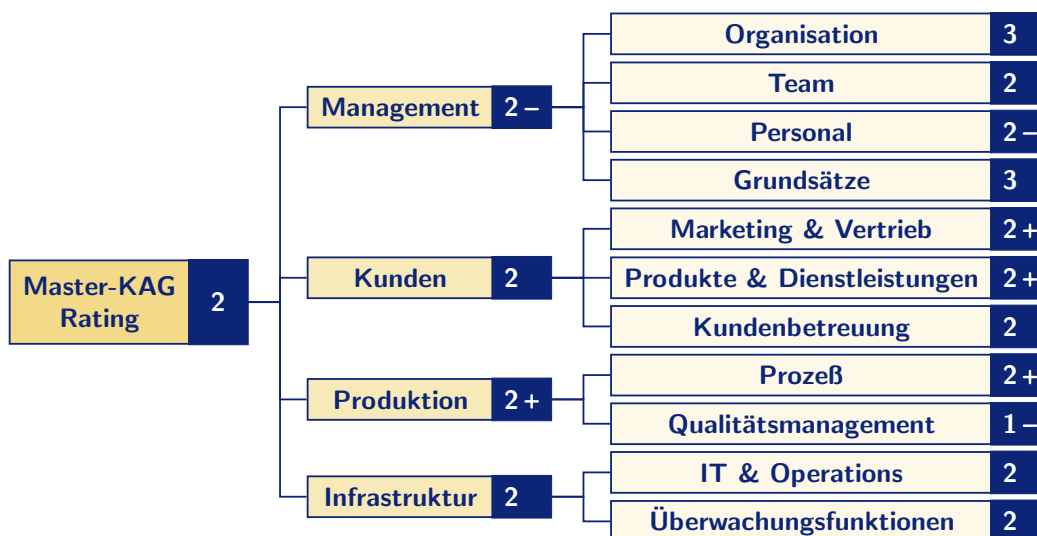 Organisation 3
Team 2
Management 2 –
Personal 2 –
Grundsätze 3
Marketing & Vertrieb 2 +
Master-KAG
Rating 2
Kunden 2
Produkte & Dienstleistungen 2 +
Kundenbetreuung 2
Prozeß 2 +
Produktion 2 +
Qualitätsmanagement 1 –
IT & Operations 2
Infrastruktur 2
Überwachungsfunktionen 2